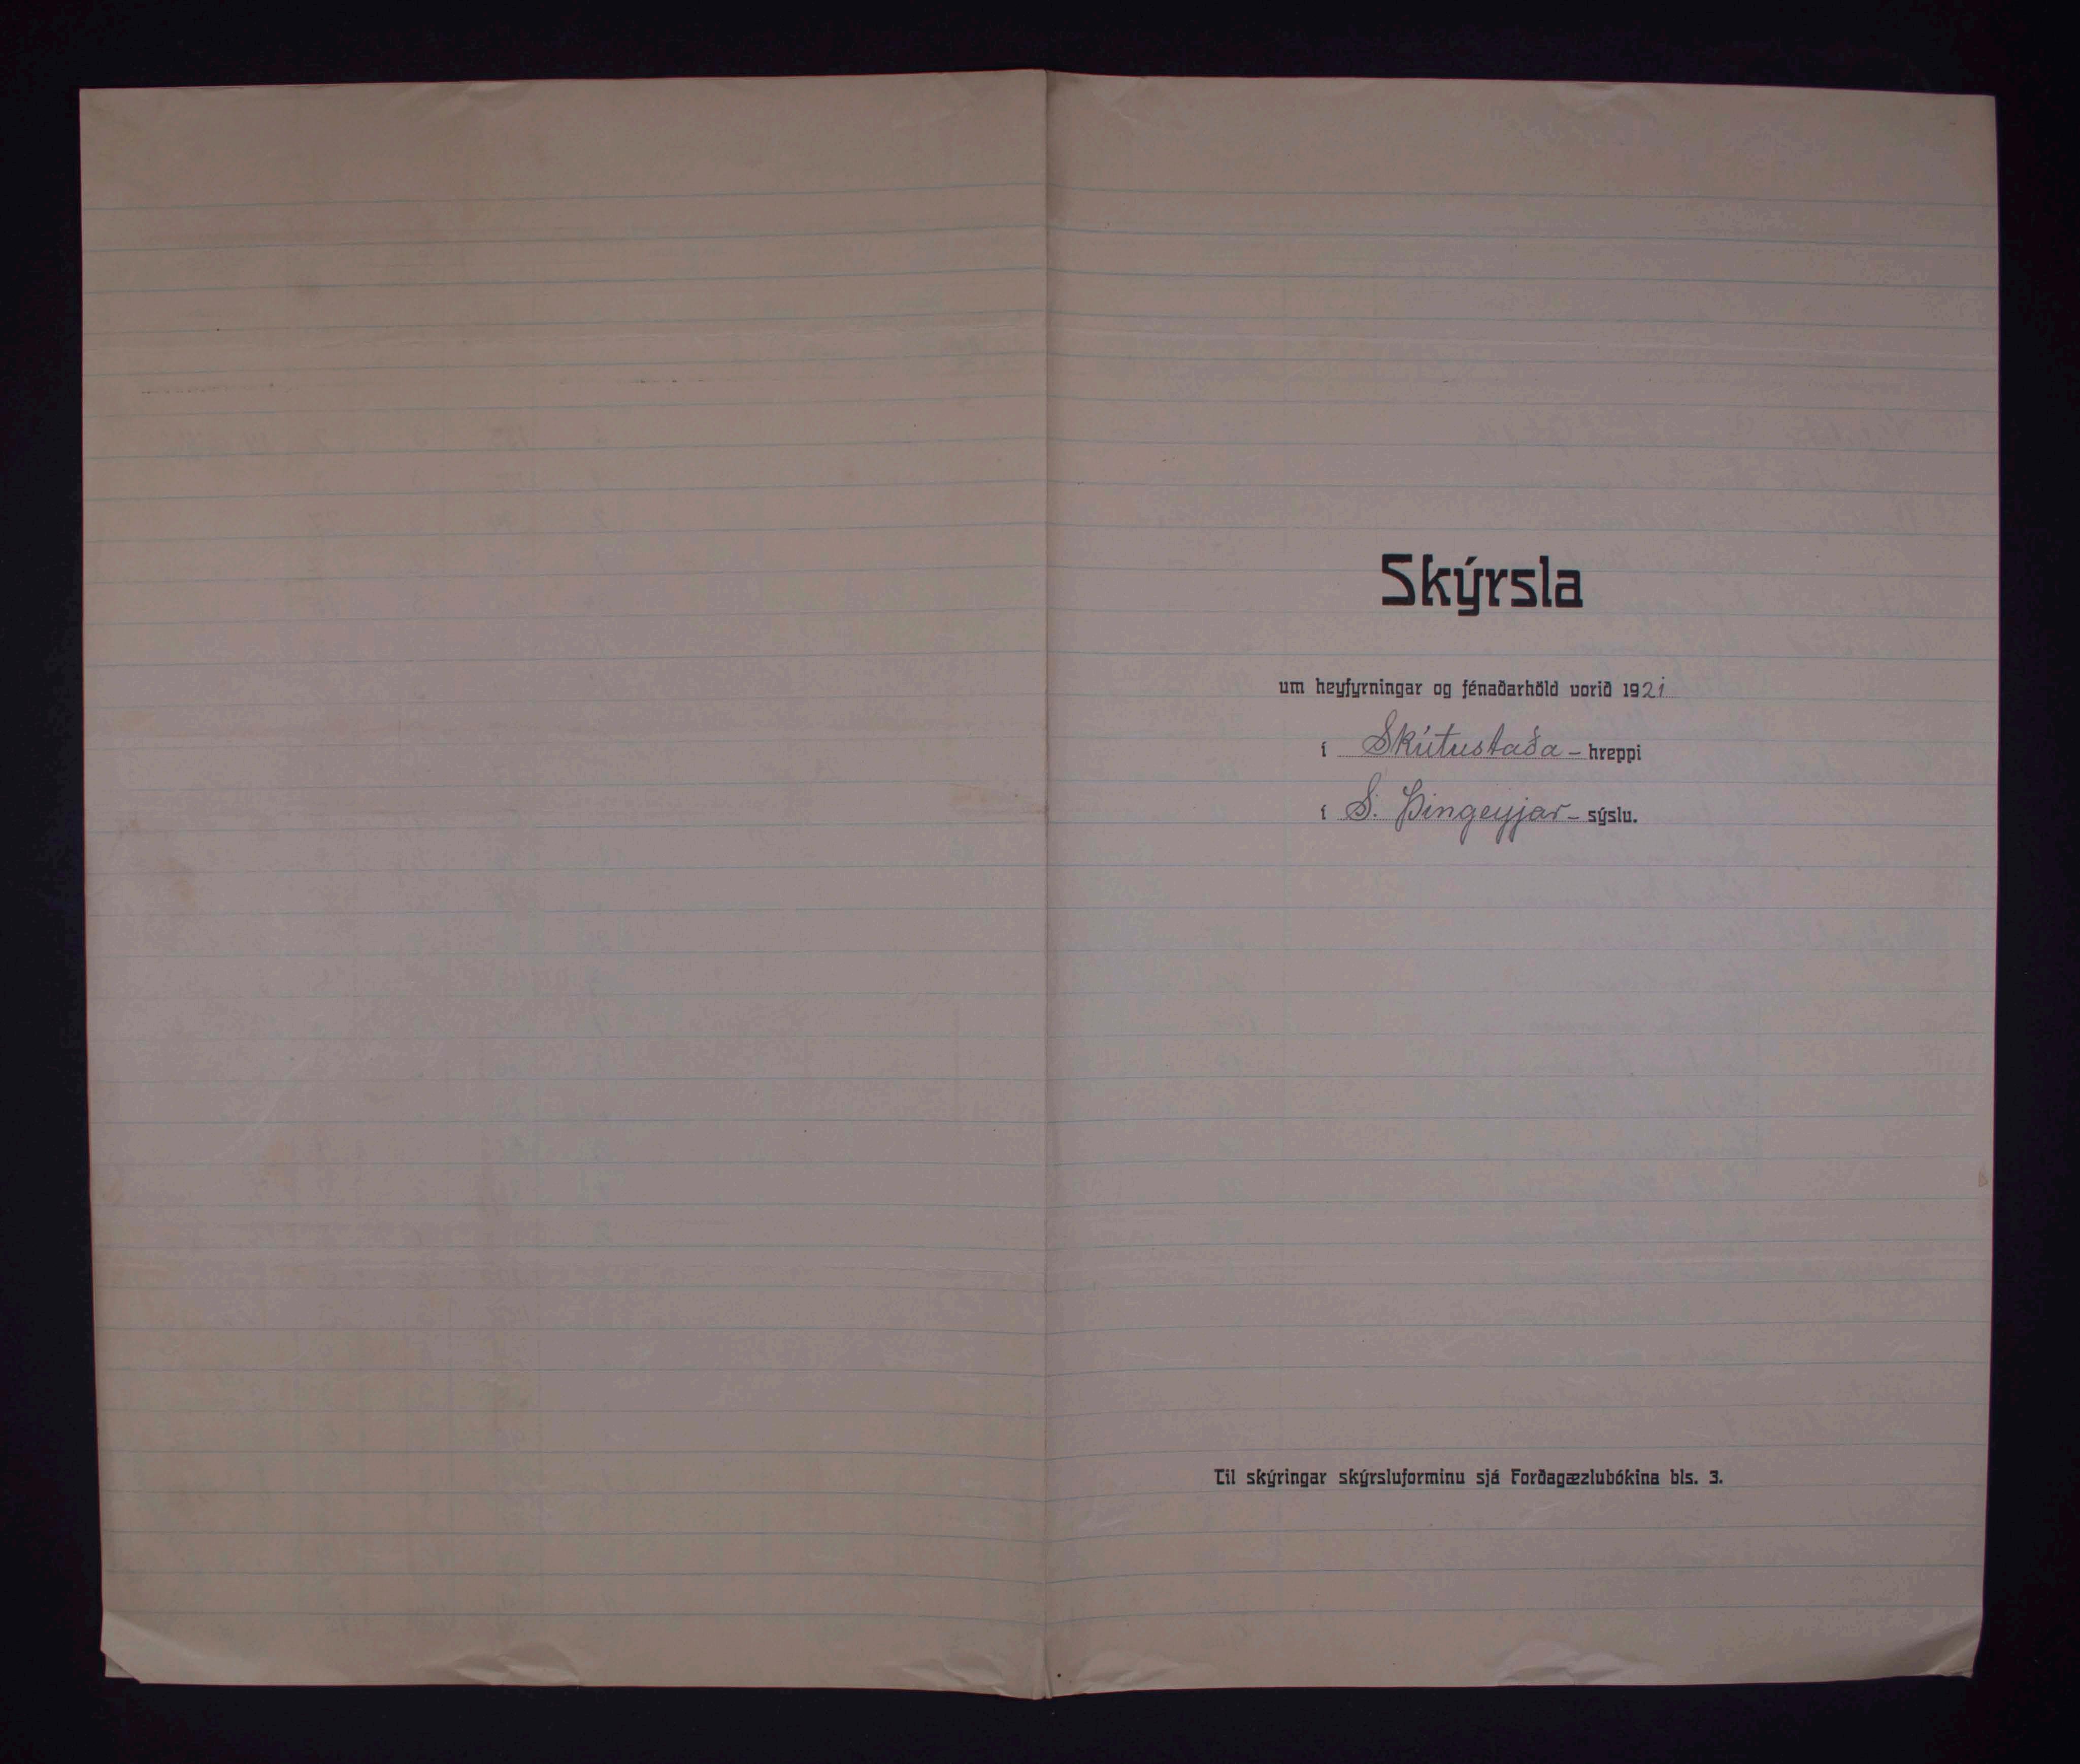 Skýrsla
um heyfyrningar og fénaðarhöld vorið 1921
í Skútustaða - hreppi
í S. Þingeyjar - sýslu.
Til skýringar skýrsluforminu sjá Forðagæzlubókina bls. 3.